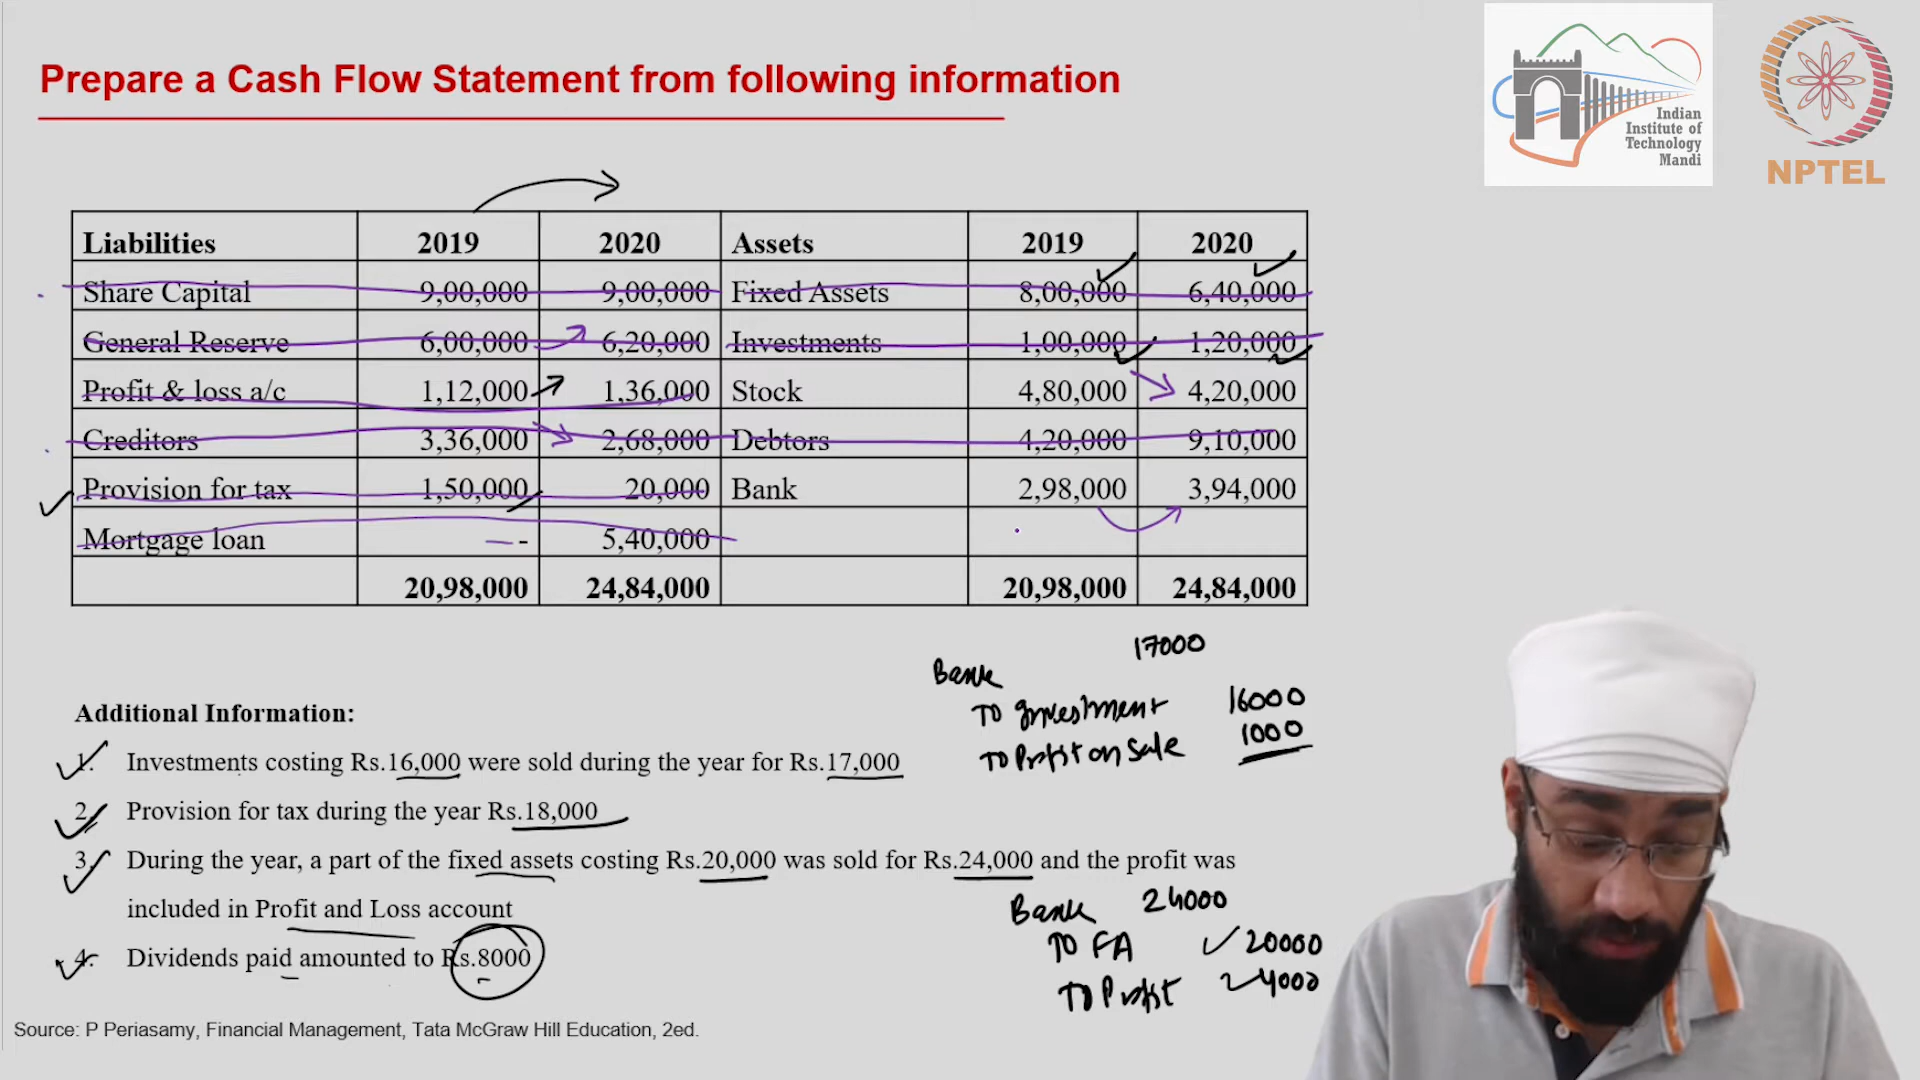 Prepare a Cash Flow Statement from following information
Indian
Institute of
Technology
Mandi
NPTEL
Liabilities 2019 2020 Assets 2019 2020
Share Capital 9,00,000 9,00,000 Fixed Assets 8,00,000 6,40,000
General Reserve 6,00,000 6,20,000 Investments 1,00,000 1,20,000
Profit & loss a/c 1,12,000 1,36,000 Stock 4,80,000 4,20,000
Creditors 3,36,000 2,68,000 Debtors 4,20,000 9,10,000
Provision for tax 1,50,000 20,000 Bank 2,98,000 3,94,000
Mortgage loan -- 5,40,000
20,98,000 24,84,000 20,98,000 24,84,000
Bank 17000
To Investment 16000
To Profit on Sale 1000
Additional Information:
1. Investments costing Rs.16,000 were sold during the year for Rs.17,000
2. Provision for tax during the year Rs.18,000
3. During the year, a part of the fixed assets costing Rs.20,000 was sold for Rs.24,000 and the profit was
included in Profit and Loss account
4. Dividends paid amounted to Rs.8000
Bank 24000
To FA 20000
To Profit 4000
Source: P Periasamy, Financial Management, Tata McGraw Hill Education, 2ed.